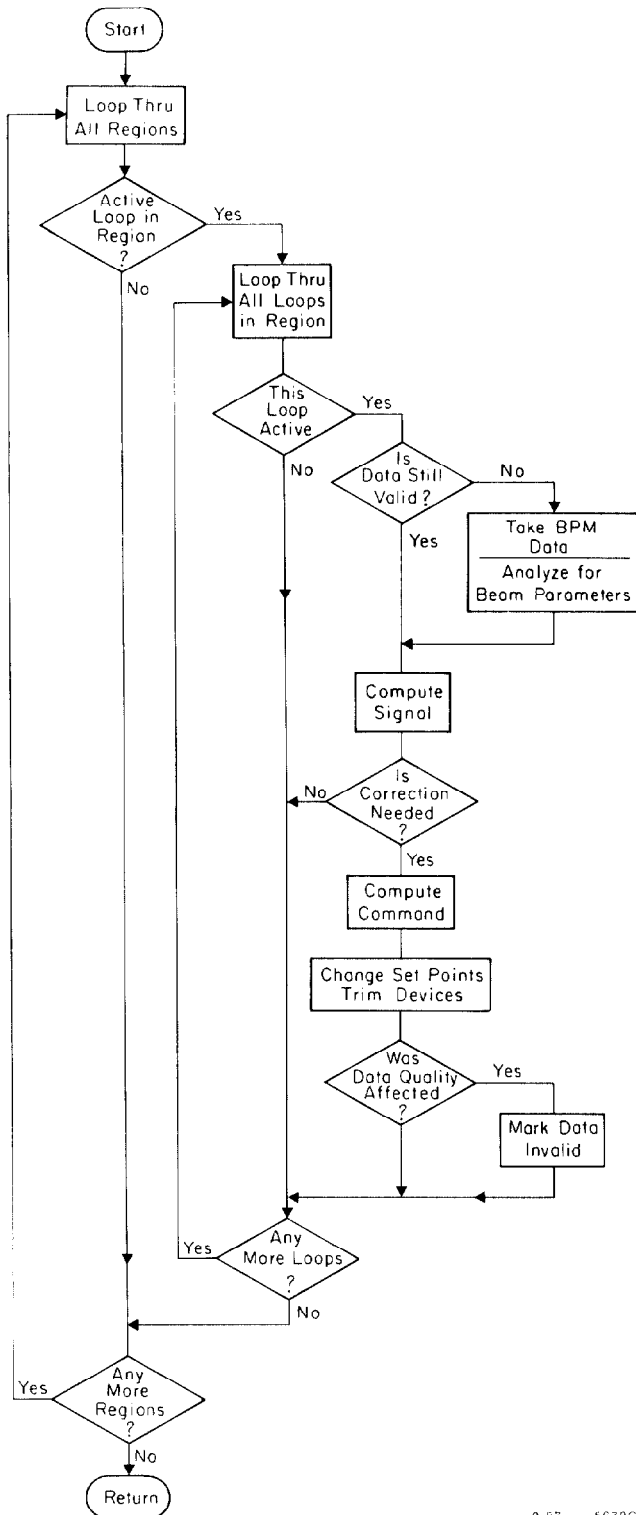 Start
Loop Thru
All Regions
Active
Loop in
Region
?
Yes
No
Loop Thru
All Loops
in Region
This
Loop
Active
Yes
No
Is
Data Still
Valid?
No
Yes
Take BPM
Data
Analyze for
Beam Parameters
Compute
Signal
Is
Correction
Needed
?
No
Yes
Compute
Command
Change Set Points
Trim Devices
Was
Data Quality
Affected
?
Yes
Mark Data
Invalid
Any
More Loops
?
Yes
No
Any
More
Regions
?
Yes
No
Return